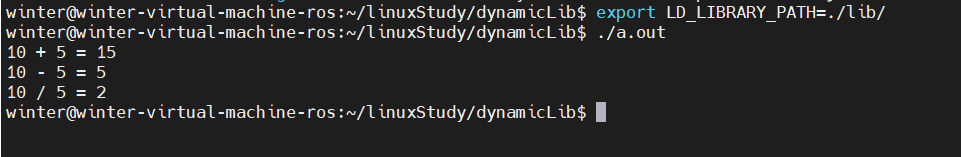 winter@winter-virtual-machine-ros:~/linuxStudy/dynamicLib$ export LD_LIBRARY_PATH=./lib/
winter@winter-virtual-machine-ros:~/linuxStudy/dynamicLib$ ./a.out
10 + 5 = 15
10 - 5 = 5
10 / 5 = 2
winter@winter-virtual-machine-ros:~/linuxStudy/dynamicLib$